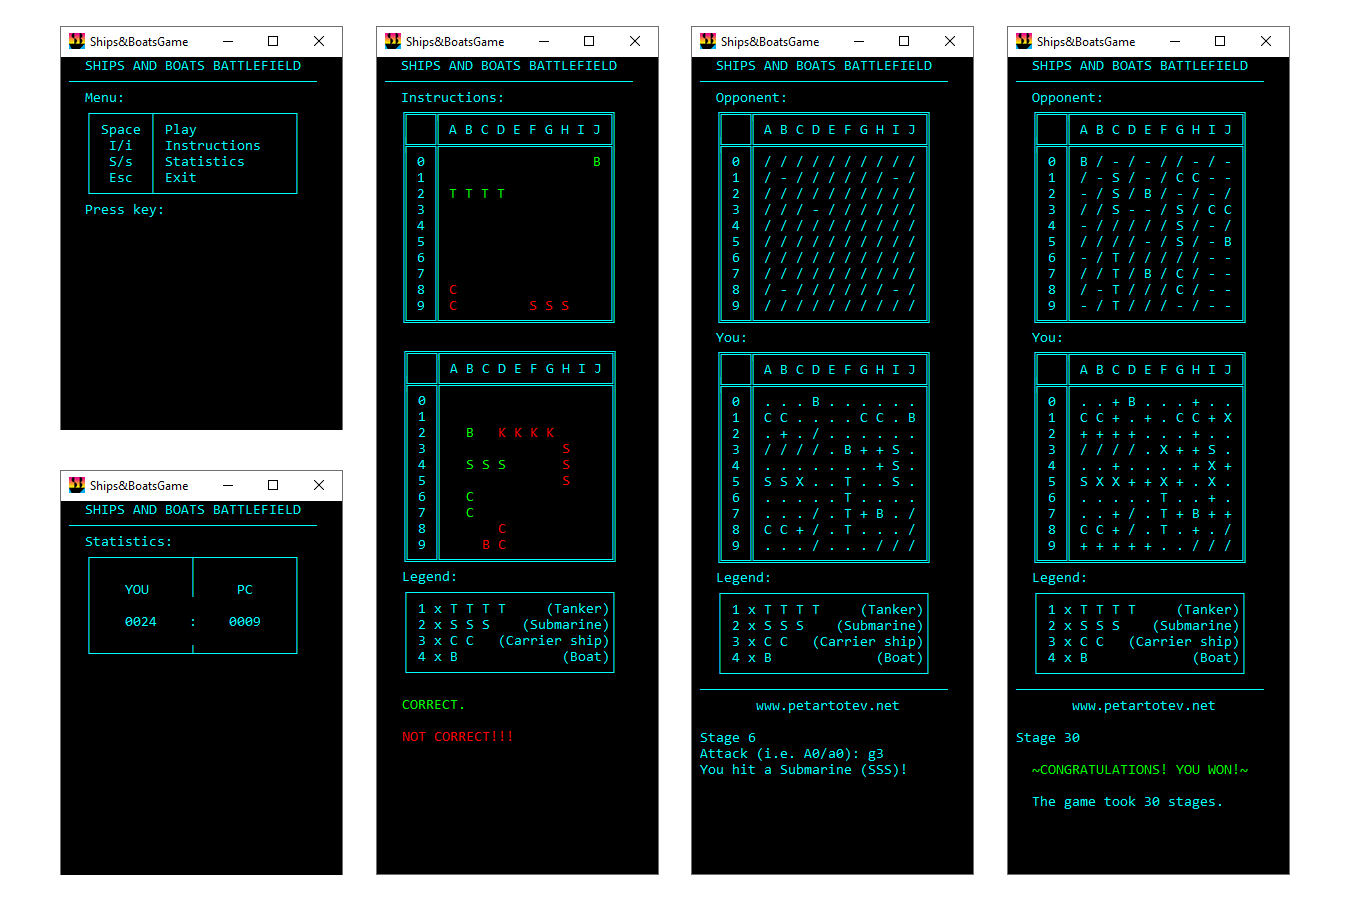 Ships&BoatsGame
SHIPS AND BOATS BATTLEFIELD
Menu:
Space Play
I/i Instructions
S/s Statistics
Esc Exit
Press key:
Ships&BoatsGame
SHIPS AND BOATS BATTLEFIELD
Statistics:
YOU PC
0024 : 0009
Ships&BoatsGame
SHIPS AND BOATS BATTLEFIELD
Instructions:
A B C D E F G H I J
0 B
1
2 T T T T
3
4
5
6
7
8 C
9 C S S S
A B C D E F G H I J
0
1
2 B K K K K
3 S
4 S S S S
5 S
6 C
7 C
8 C
9 B C
Legend:
1 x T T T T (Tanker)
2 x S S S (Submarine)
3 x C C (Carrier ship)
4 x B (Boat)
CORRECT.
NOT CORRECT!!!
Ships&BoatsGame
SHIPS AND BOATS BATTLEFIELD
Opponent:
A B C D E F G H I J
0 / / / / / / / / / /
1 / - / / / / / / - /
2 / / / / / / / / / /
3 / / / - / / / / / /
4 / / / / / / / / / /
5 / / / / / / / / / /
6 / / / / / / / / / /
7 / / / / / / / / / /
8 / - / / / / / / - /
9 / / / / / / / / / /
You:
A B C D E F G H I J
0 . . . B . . . . . .
1 C C . . . . C C . B
2 . + . / . . . . . .
3 / / / / . B + + S .
4 . . . . . . . + S .
5 S S X . . T . . S .
6 . . . . . T . . . .
7 . . . / . T + B . /
8 C C + / . T . . . /
9 . . . / . . . / / /
Legend:
1 x T T T T (Tanker)
2 x S S S (Submarine)
3 x C C (Carrier ship)
4 x B (Boat)
www.petartotev.net
Stage 6
Attack (i.e. A0/a0): g3
You hit a Submarine (SSS)!
Ships&BoatsGame
SHIPS AND BOATS BATTLEFIELD
Opponent:
A B C D E F G H I J
0 B / - / - / / - / -
1 / - S / - / C C - -
2 - / S / B / - / - /
3 / / S - - / S / C C
4 - / / / / / S / - /
5 / / / / - / S / - B
6 - / T / / / / / - -
7 / / T / B / C / - -
8 / - T / / / C / - -
9 - / T / / / - / - -
You:
A B C D E F G H I J
0 . . + B . . . + . .
1 C C + . + . C C + X
2 + + + + . . . + . .
3 / / / / . X + + S .
4 . . + . . . . + X +
5 S X X + + X + . X .
6 . . . . . T . . + .
7 . . + / . T + B + +
8 C C + / . T . + . /
9 + + + + + . . / / /
Legend:
1 x T T T T (Tanker)
2 x S S S (Submarine)
3 x C C (Carrier ship)
4 x B (Boat)
www.petartotev.net
Stage 30
~CONGRATULATIONS! YOU WON!~
The game took 30 stages.